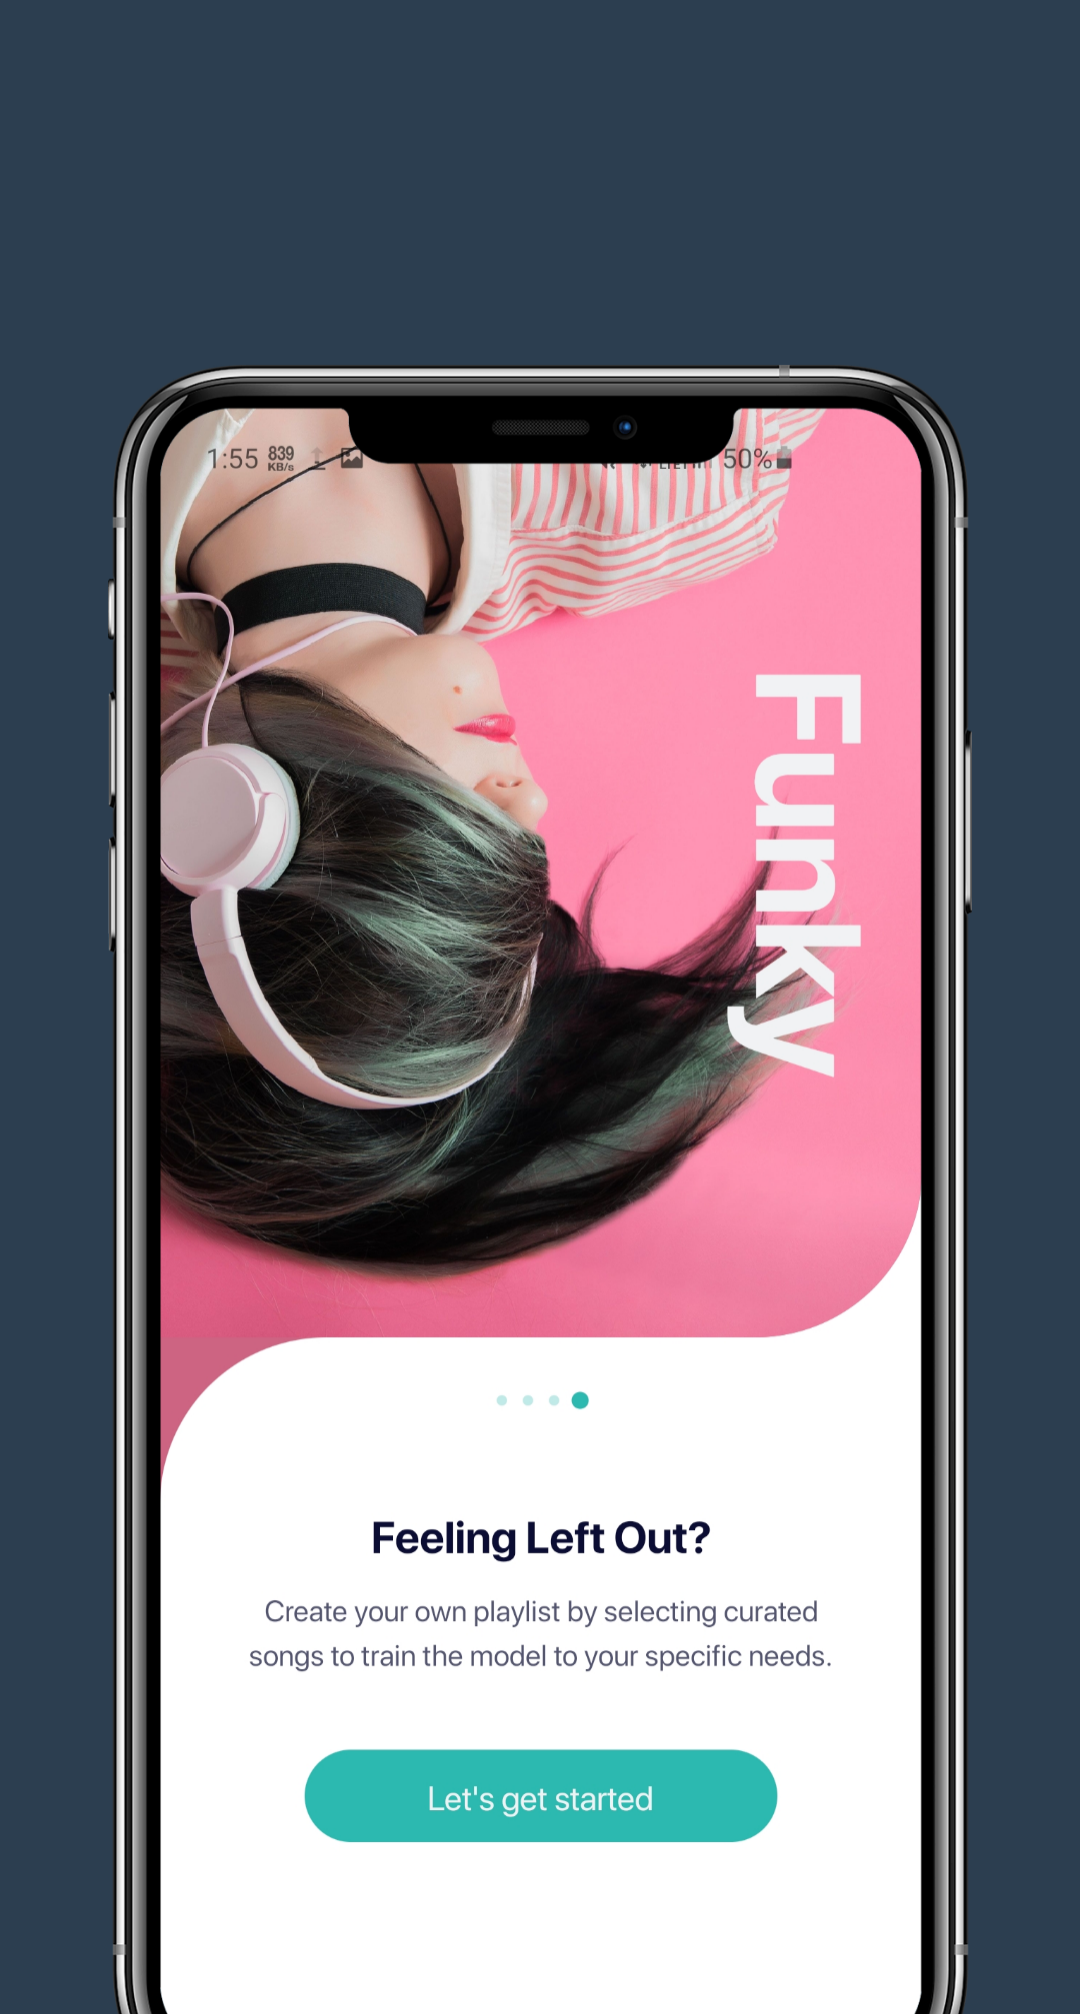 1:55 839 KB/s 50%
Funky
Feeling Left Out?
Create your own playlist by selecting curated
songs to train the model to your specific needs.
Let's get started